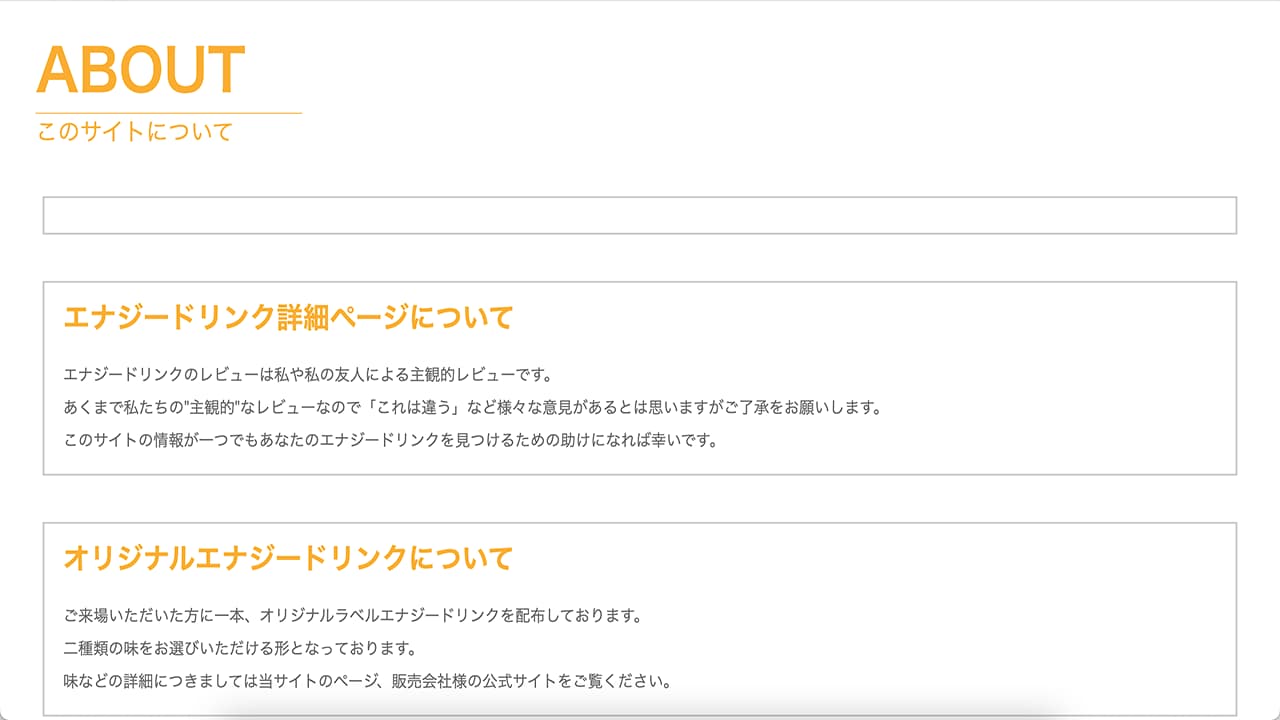 ABOUT
このサイトについて
エナジードリンク詳細ページについて
エナジードリンクのレビューは私や私の友人による主観的レビューです。
あくまで私たちの"主観的"なレビューなので「これは違う」など様々な意見があるとは思いますがご了承をお願いします。
このサイトの情報が一つでもあなたのエナジードリンクを見つけるための助けになれば幸いです。
オリジナルエナジードリンクについて
ご来場いただいた方に一本、オリジナルラベルエナジードリンクを配布しております。
二種類の味をお選びいただける形となっております。
味などの詳細につきましては当サイトのページ、販売会社様の公式サイトをご覧ください。